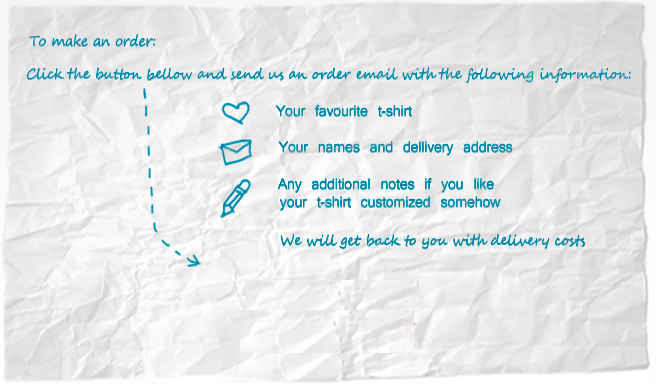 To make an order:
Click the button bellow and send us an order email with the following information:
Your favourite t-shirt
Your names and dellivery address
Any additional notes if you like
your t-shirt customized somehow
We will get back to you with delivery costs